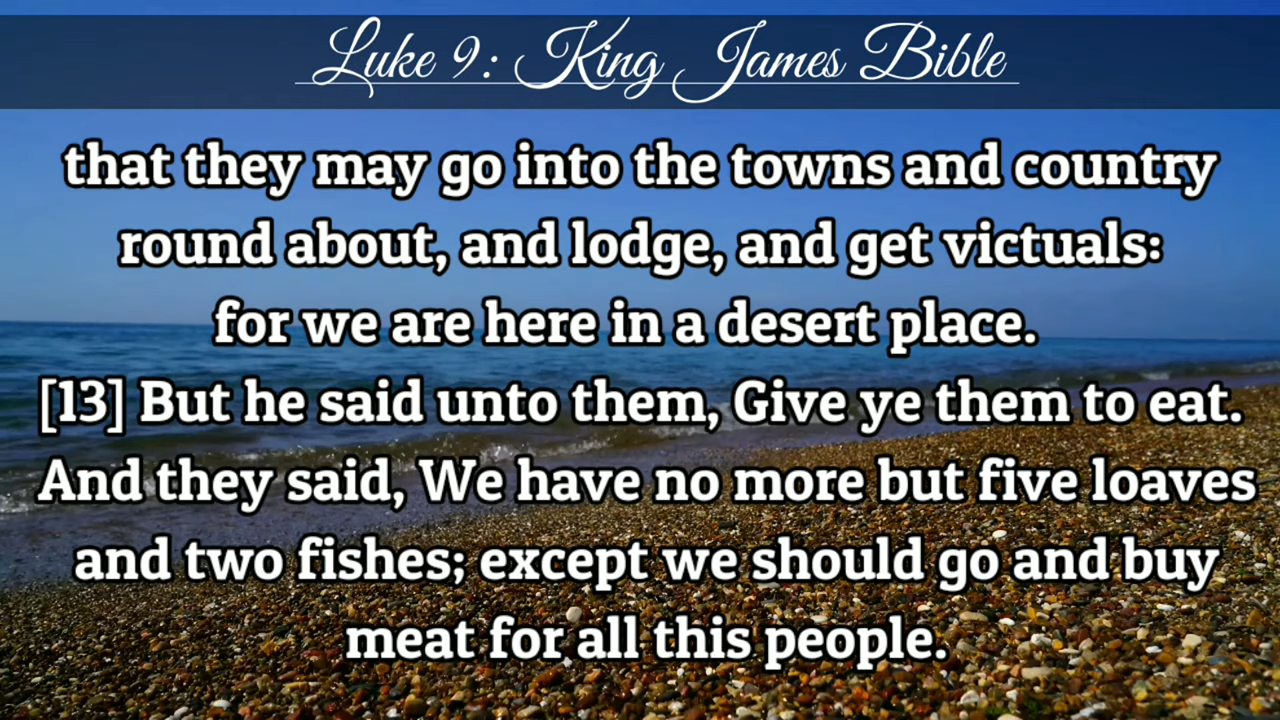 Luke 9: King James Bible
that they may go into the towns and country
round about, and lodge, and get victuals:
for we are here in a desert place.
[13] But he said unto them, Give ye them to eat.
And they said, We have no more but five loaves
and two fishes; except we should go and buy
meat for all this people.